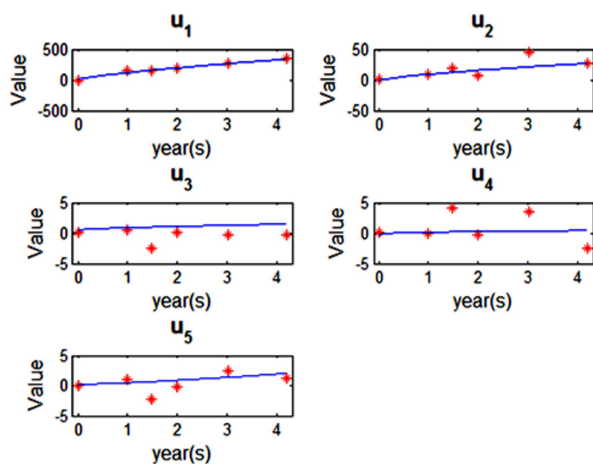 u1
u2
500
0
-500
Value
0 1 2 3 4
year(s)
50
0
-50
Value
0 1 2 3 4
year(s)
u3
u4
5
0
-5
Value
0 1 2 3 4
year(s)
5
0
-5
Value
0 1 2 3 4
year(s)
u5
5
0
-5
Value
0 1 2 3 4
year(s)